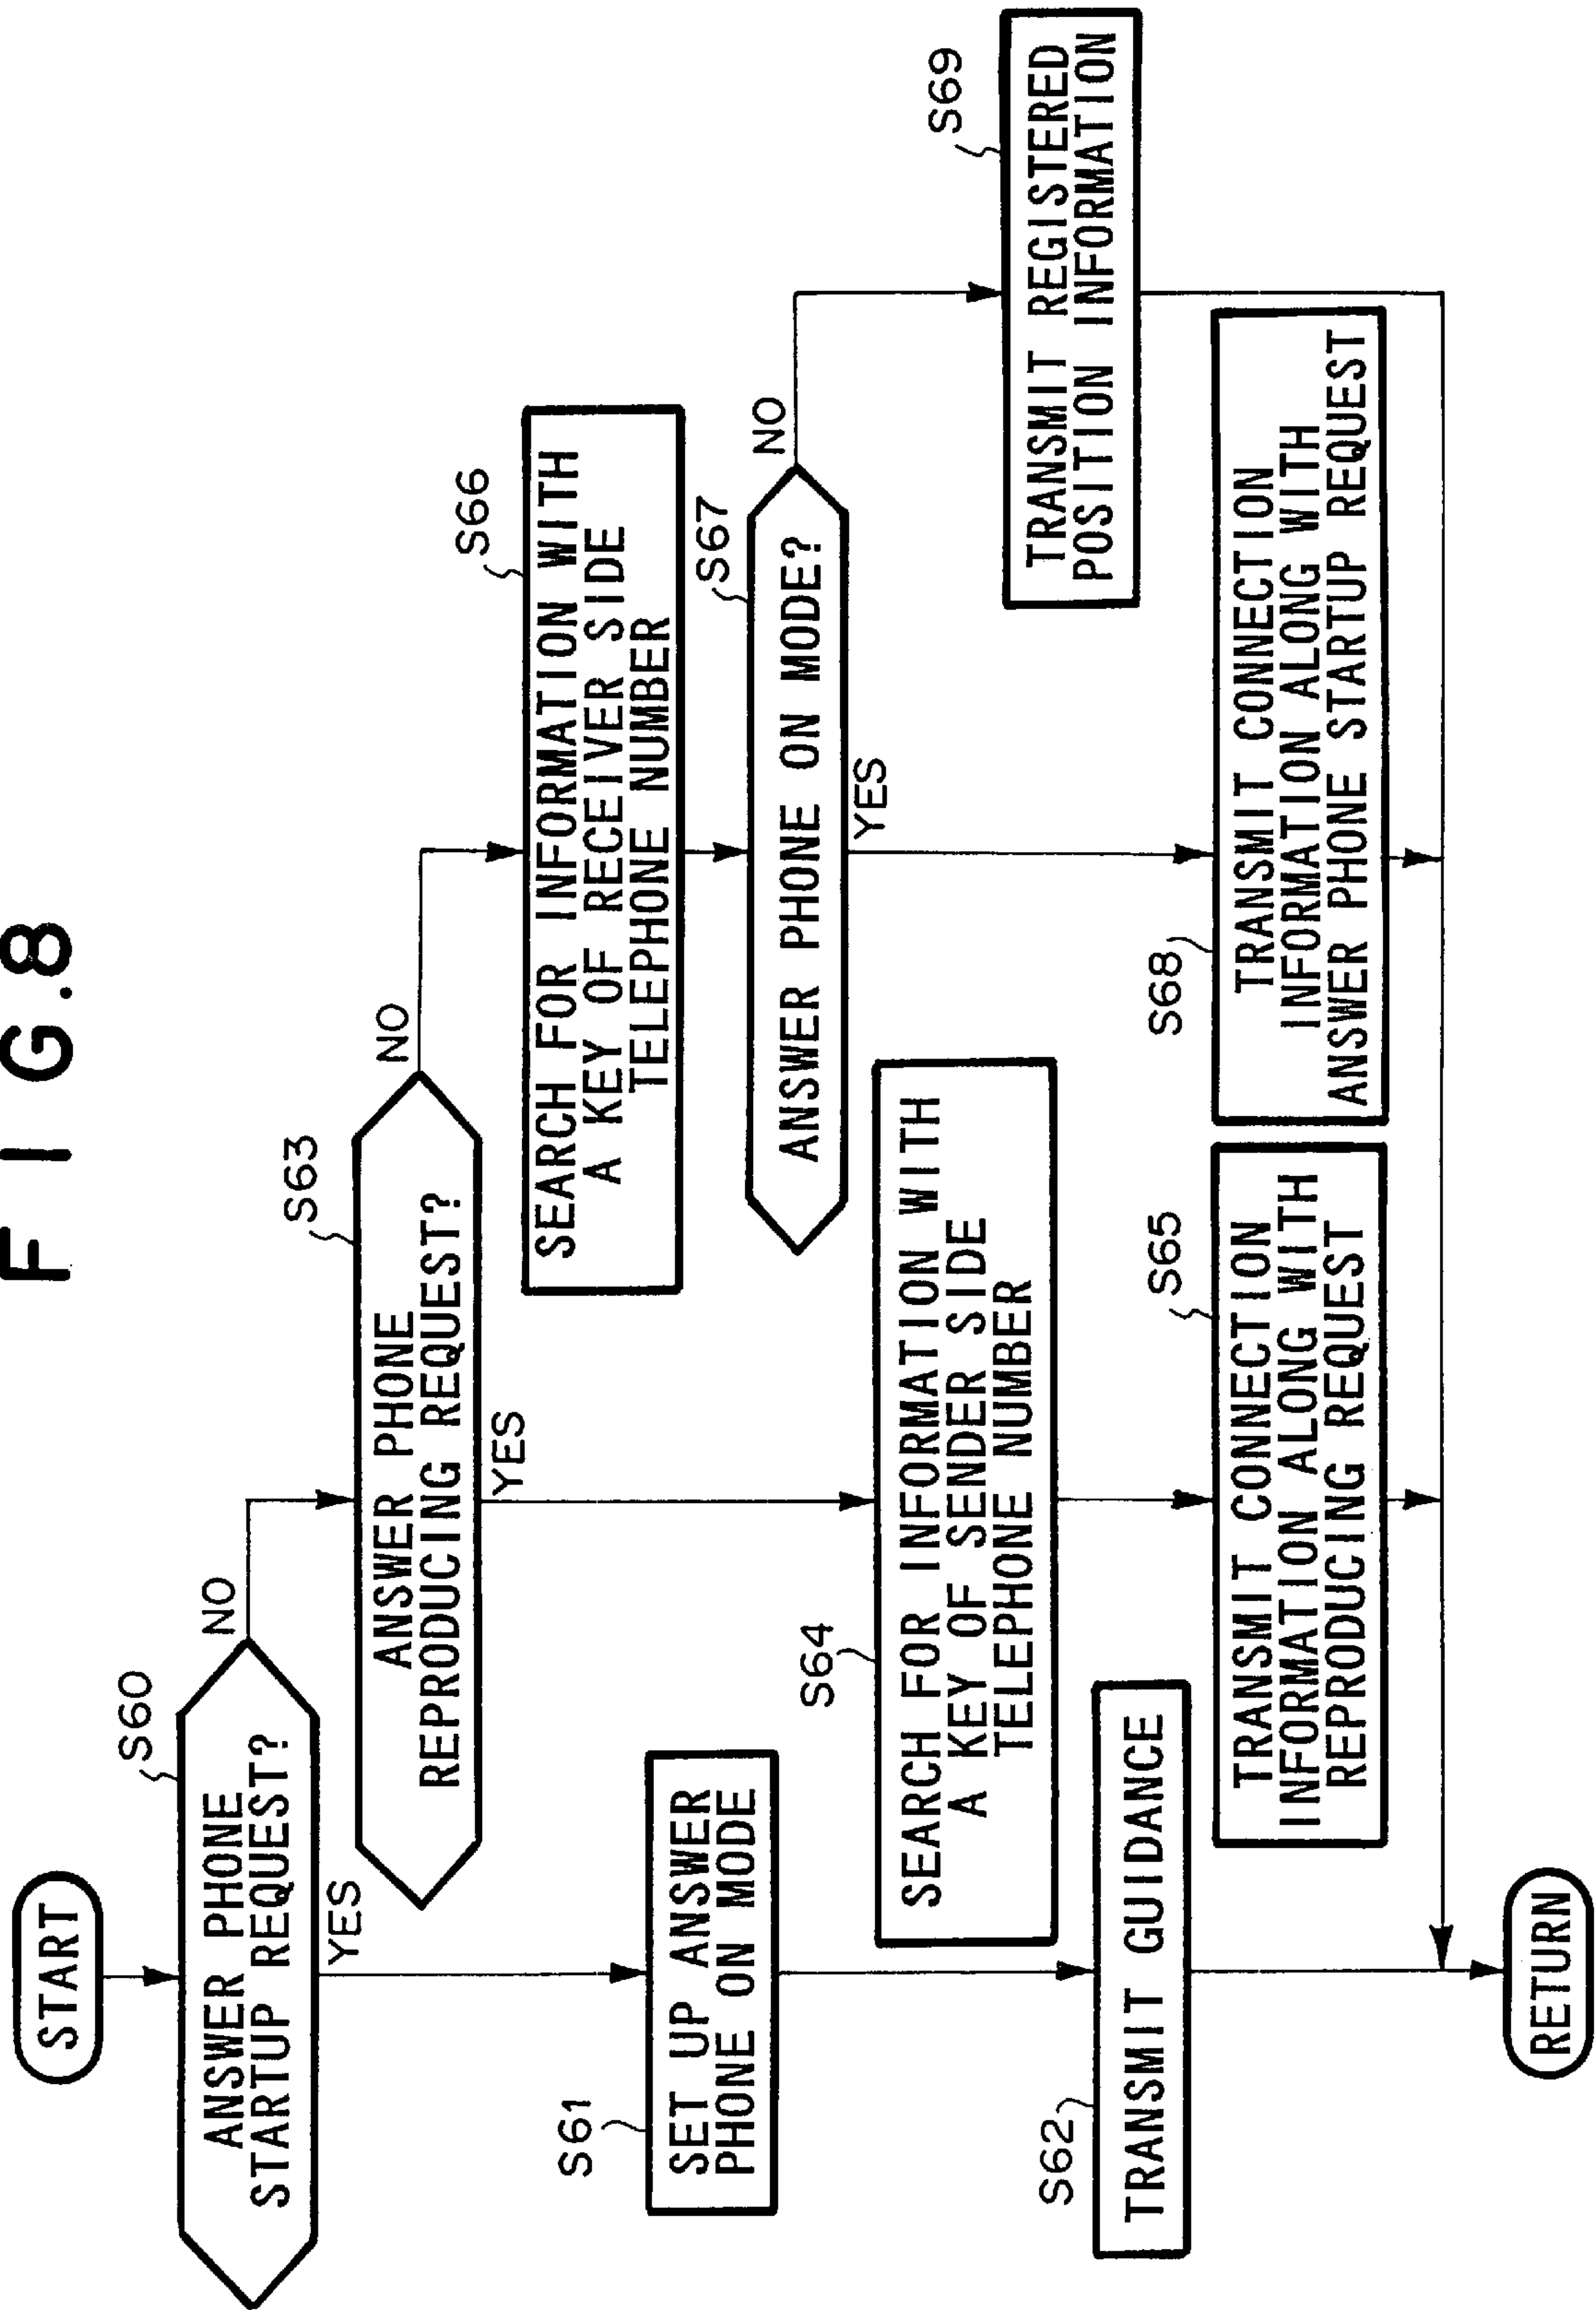 F I G.8
START
S60
ANSWER PHONE
STARTUP REQUEST?
NO
YES
S61
SET UP ANSWER
PHONE ON MODE
S62
TRANSMIT GUIDANCE
S63
ANSWER PHONE
REPRODUCING REQUEST?
NO
YES
S64
SEARCH FOR INFORMATION WITH
A KEY OF SENDER SIDE
TELEPHONE NUMBER
S65
TRANSMIT CONNECTION
INFORMATION ALONG WITH
REPRODUCING REQUEST
S66
SEARCH FOR INFORMATION WITH
A KEY OF RECEIVER SIDE
TELEPHONE NUMBER
S67
ANSWER PHONE ON MODE?
NO
YES
S68
TRANSMIT CONNECTION
INFORMATION ALONG WITH
ANSWER PHONE STARTUP REQUEST
S69
TRANSMIT REGISTERED
POSITION INFORMATION
RETURN